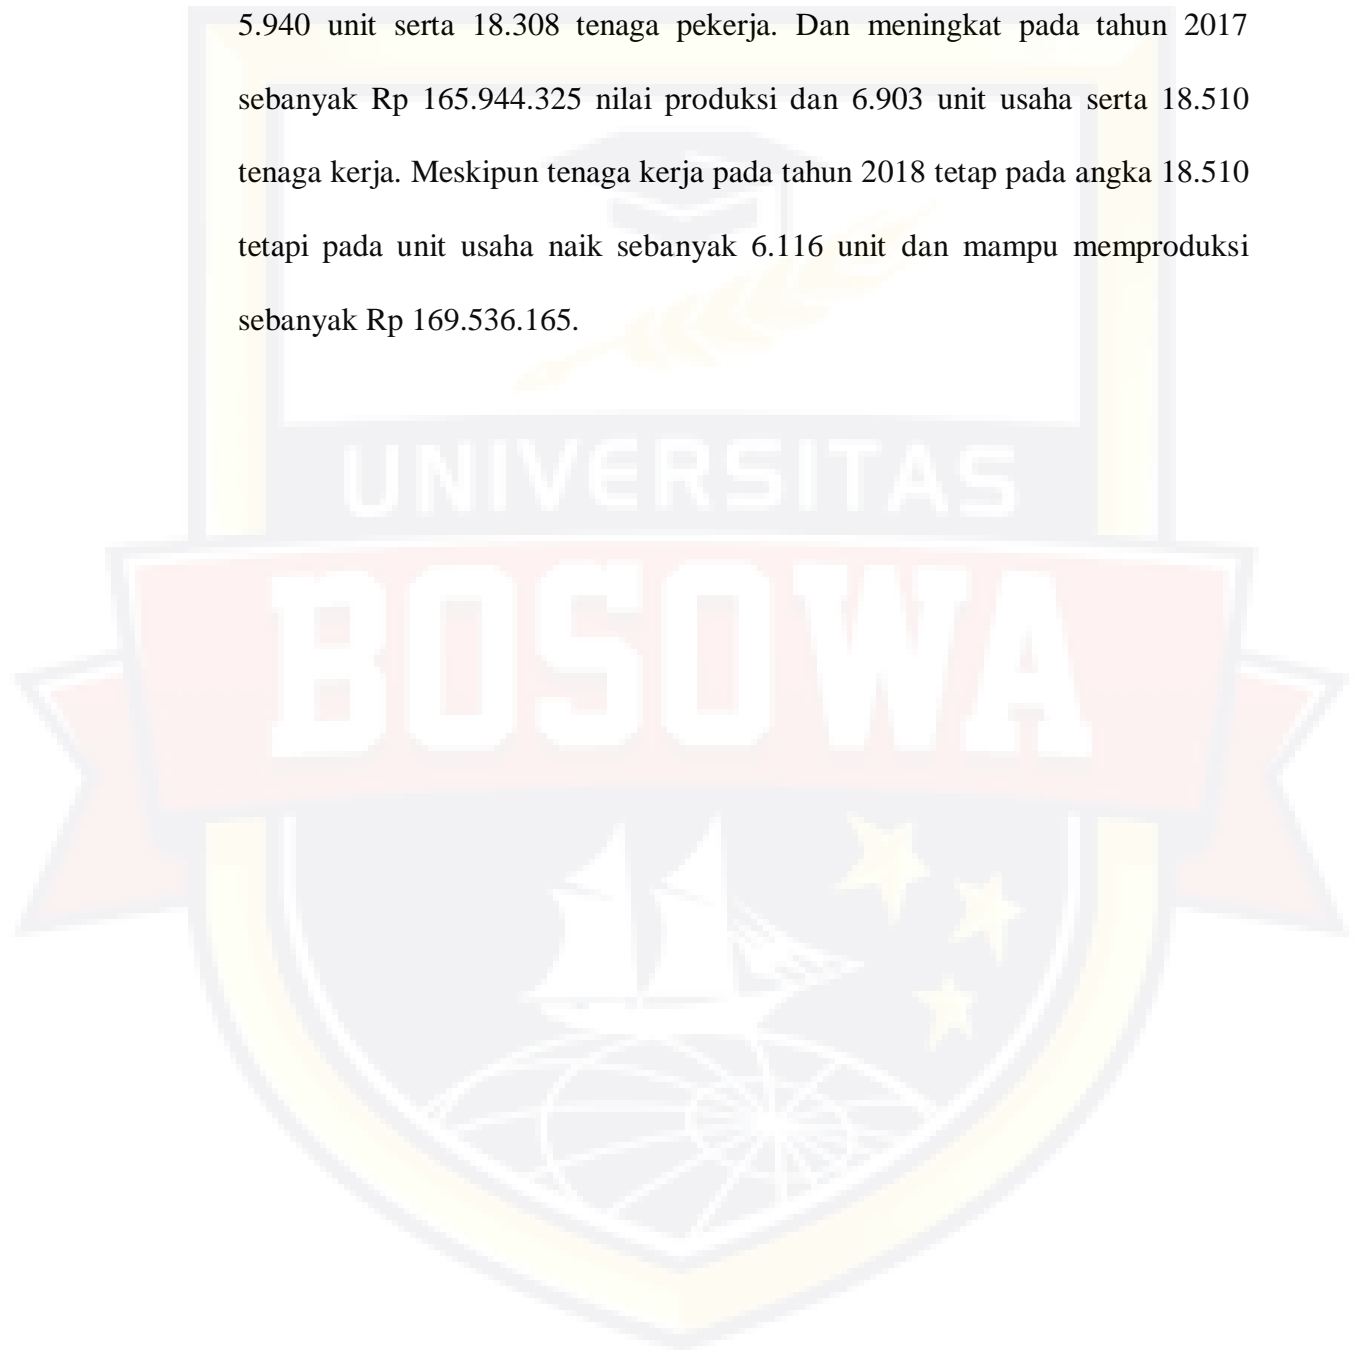 5.940 unit serta 18.308 tenaga pekerja. Dan meningkat pada tahun 2017
sebanyak Rp 165.944.325 nilai produksi dan 6.903 unit usaha serta 18.510
tenaga kerja. Meskipun tenaga kerja pada tahun 2018 tetap pada angka 18.510
tetapi pada unit usaha naik sebanyak 6.116 unit dan mampu memproduksi
sebanyak Rp 169.536.165.
UNIVERSITAS
BOSOWA